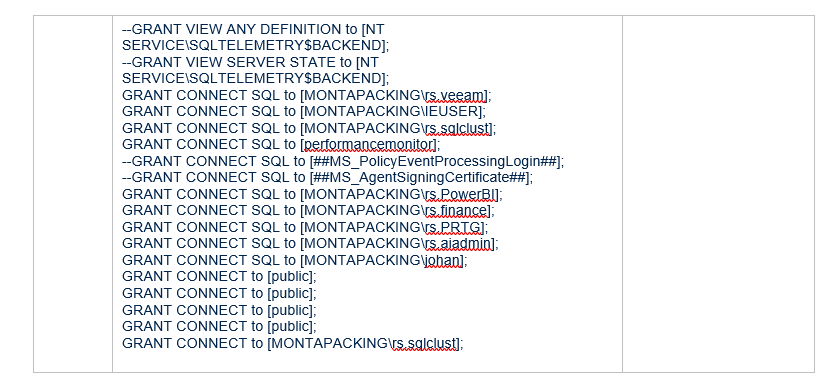 --GRANT VIEW ANY DEFINITION to [NT
SERVICE\SQLTELEMETRY$BACKEND];
--GRANT VIEW SERVER STATE to [NT
SERVICE\SQLTELEMETRY$BACKEND];
GRANT CONNECT SQL to [MONTAPACKING\rs.veeam];
GRANT CONNECT SQL to [MONTAPACKING\IEUSER];
GRANT CONNECT SQL to [MONTAPACKING\rs.sqlclust];
GRANT CONNECT SQL to [performancemonitor];
--GRANT CONNECT SQL to [##MS_PolicyEventProcessingLogin##];
--GRANT CONNECT SQL to [##MS_AgentSigningCertificate##];
GRANT CONNECT SQL to [MONTAPACKING\rs.PowerBI];
GRANT CONNECT SQL to [MONTAPACKING\rs.finance];
GRANT CONNECT SQL to [MONTAPACKING\rs.PRTG];
GRANT CONNECT SQL to [MONTAPACKING\rs.aiadmin];
GRANT CONNECT SQL to [MONTAPACKING\johan];
GRANT CONNECT to [public];
GRANT CONNECT to [public];
GRANT CONNECT to [public];
GRANT CONNECT to [public];
GRANT CONNECT to [MONTAPACKING\rs.sqlclust];